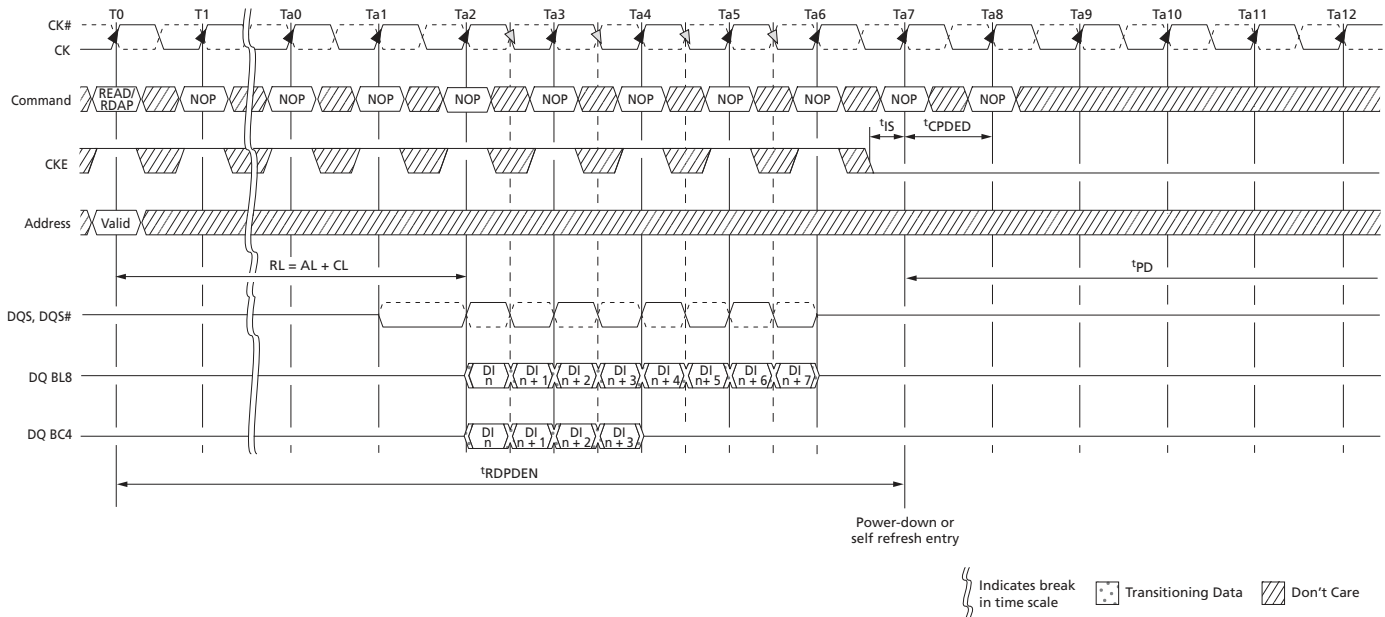 T0 T1 Ta0 Ta1 Ta2 Ta3 Ta4 Ta5 Ta6 Ta7 Ta8 Ta9 Ta10 Ta11 Ta12
CK#
CK
Command READ/ RDAP NOP NOP NOP NOP NOP NOP NOP NOP NOP NOP
tIS tCPDED
CKE
Address Valid
RL = AL + CL tPD
DQS, DQS#
DQ BL8 DI n DI n + 1 DI n + 2 DI n + 3 DI n + 4 DI n + 5 DI n + 6 DI n + 7
DQ BC4 DI n DI n + 1 DI n + 2 DI n + 3
tRDPDEN
Power-down or
self refresh entry
Indicates break
in time scale
Transitioning Data
Don't Care